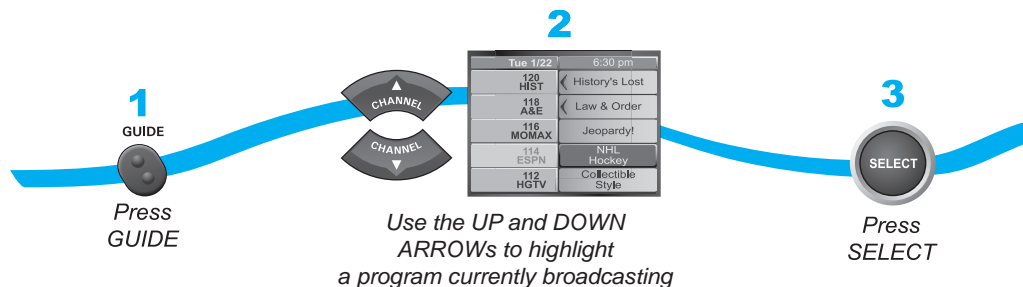 1
GUIDE
Press
GUIDE
2
CHANNEL
CHANNEL
Tue 1/22 6:30 pm
120
HIST
History's Lost
118
A&E
Law & Order
116
MOMAX
Jeopardy!
114
ESPN
NHL
Hockey
112
HGTV
Collectible
Style
Use the UP and DOWN
ARROWs to highlight
a program currently broadcasting
3
SELECT
Press
SELECT